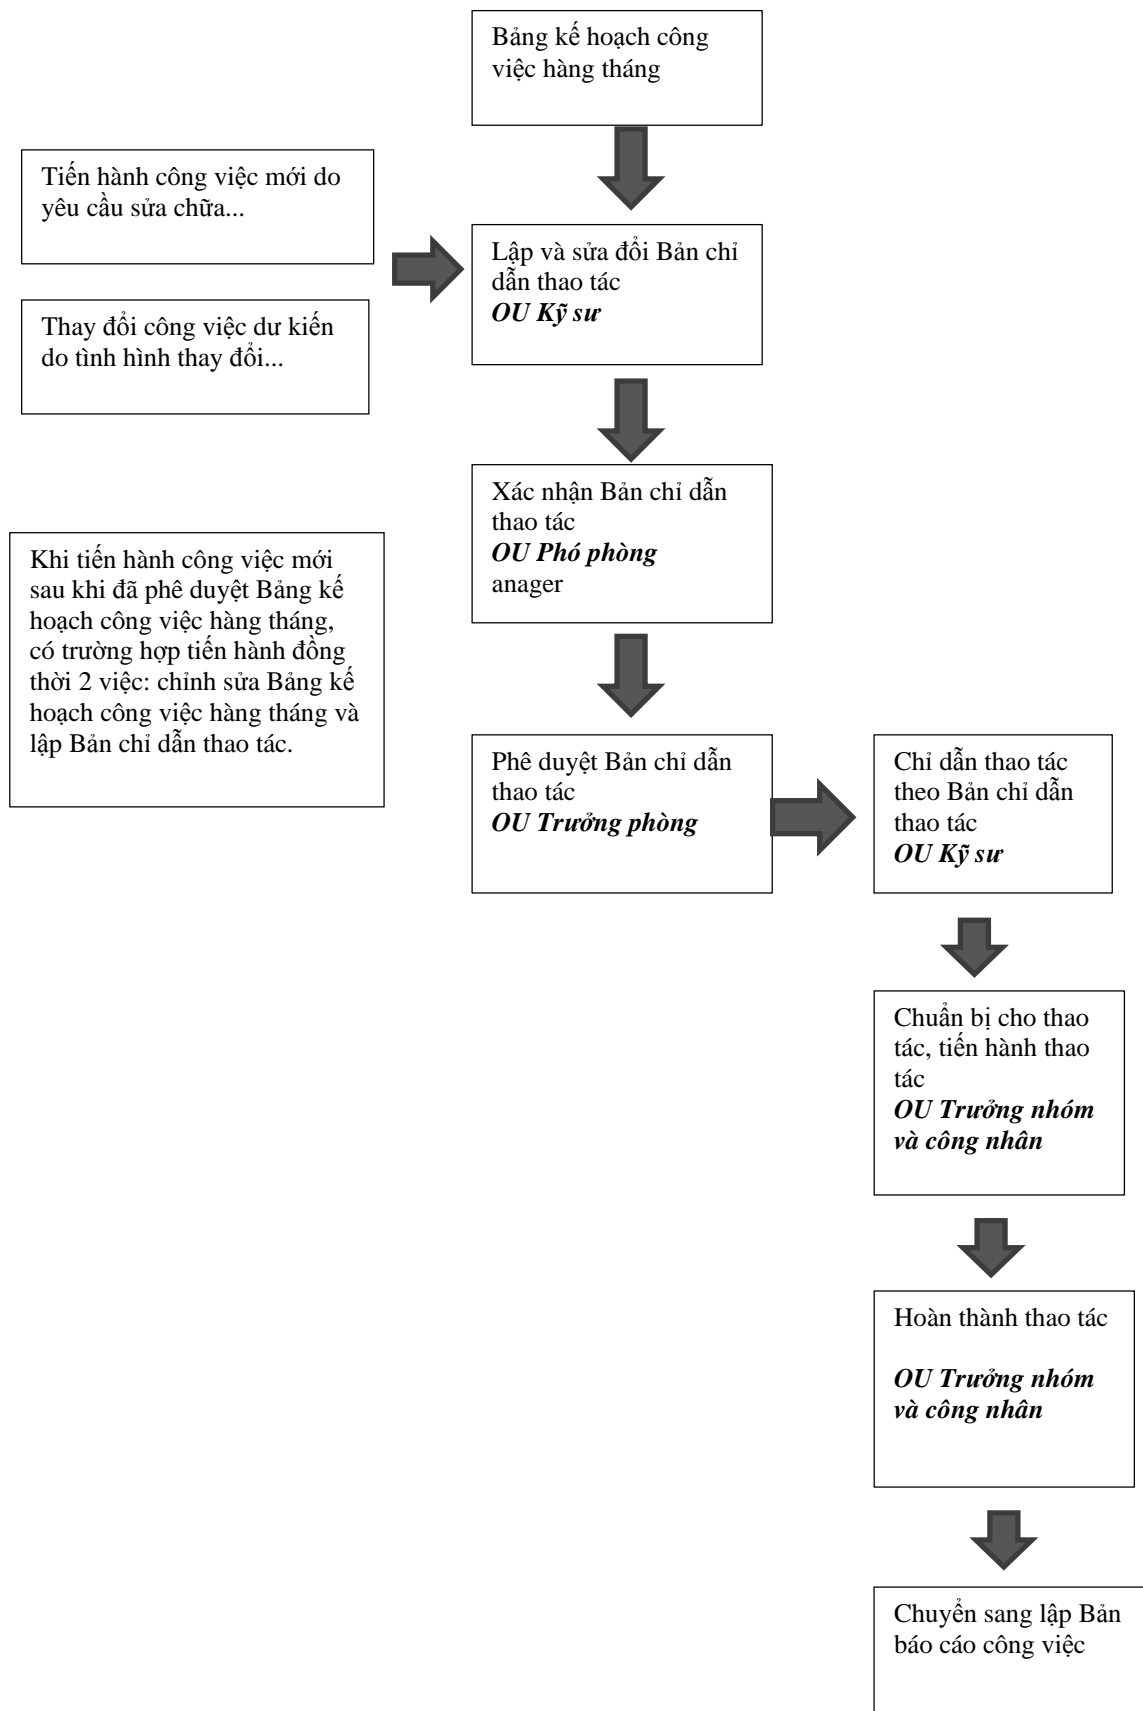 Bảng kế hoạch công
việc hàng tháng
Tiến hành công việc mới do
yêu cầu sửa chữa...
Lập và sửa đổi Bản chỉ
dẫn thao tác
OU Kỹ sư
Thay đổi công việc dư kiến
do tình hình thay đổi...
Xác nhận Bản chỉ dẫn
thao tác
OU Phó phòng
anager
Khi tiến hành công việc mới
sau khi đã phê duyệt Bảng kế
hoạch công việc hàng tháng,
có trường hợp tiến hành đồng
thời 2 việc: chỉnh sửa Bảng kế
hoạch công việc hàng tháng và
lập Bản chỉ dẫn thao tác.
Phê duyệt Bản chỉ dẫn
thao tác
OU Trưởng phòng
Chỉ dẫn thao tác
theo Bản chỉ dẫn
thao tác
OU Kỹ sư
Chuẩn bị cho thao
tác, tiến hành thao
tác
OU Trưởng nhóm
và công nhân
Hoàn thành thao tác
OU Trưởng nhóm
và công nhân
Chuyển sang lập Bản
báo cáo công việc